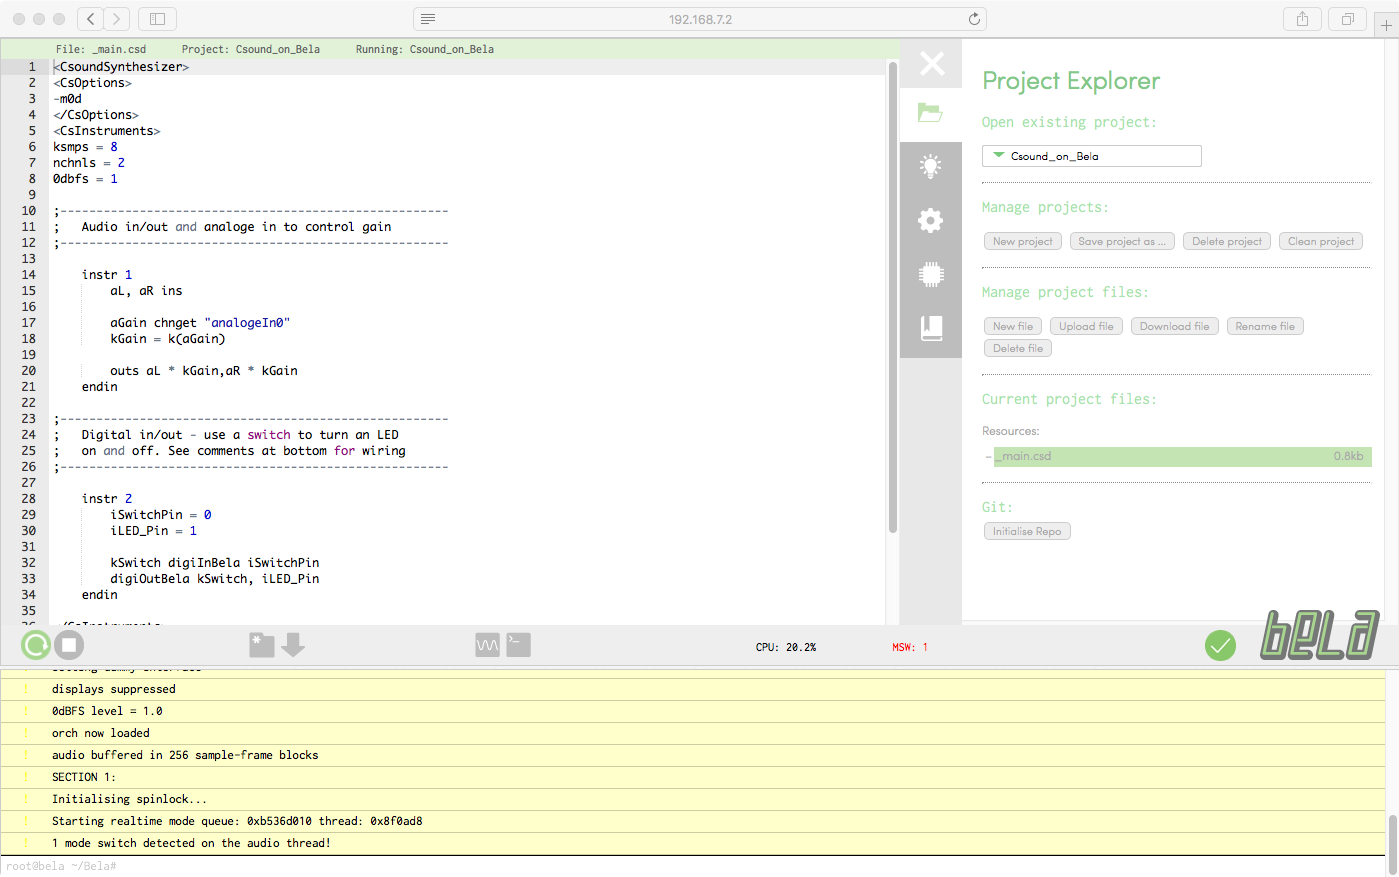 192.168.7.2
File: _main.csd Project: Csound_on_Bela Running: Csound_on_Bela
1 <CsoundSynthesizer>
2 <CsOptions>
3 -m0d
4 </CsOptions>
5 <CsInstruments>
6 ksmps = 8
7 nchnls = 2
8 0dbfs = 1
9
10 ;------------------------------------------------------
11 ;   Audio in/out and analoge in to control gain
12 ;------------------------------------------------------
13
14     instr 1
15         aL, aR ins
16
17         aGain chnget "analogeIn0"
18         kGain = k(aGain)
19
20         outs aL * kGain,aR * kGain
21     endin
22
23 ;------------------------------------------------------
24 ;   Digital in/out - use a switch to turn an LED
25 ;   on and off. See comments at bottom for wiring
26 ;------------------------------------------------------
27
28     instr 2
29         iSwitchPin = 0
30         iLED_Pin = 1
31
32         kSwitch digiInBela iSwitchPin
33         digiOutBela kSwitch, iLED_Pin
34     endin
35
36 </CsInstruments>
Project Explorer
Open existing project:
Csound_on_Bela
Manage projects:
New project Save project as ... Delete project Clean project
Manage project files:
New file Upload file Download file Rename file
Delete file
Current project files:
Resources:
– _main.csd 0.8kb
Git:
Initialise Repo
CPU: 20.2% MSW: 1
BELA
! displays suppressed
! 0dBFS level = 1.0
! orch now loaded
! audio buffered in 256 sample-frame blocks
! SECTION 1:
! Initialising spinlock...
! Starting realtime mode queue: 0xb536d010 thread: 0x8f0ad8
! 1 mode switch detected on the audio thread!
root@bela ~/Bela#